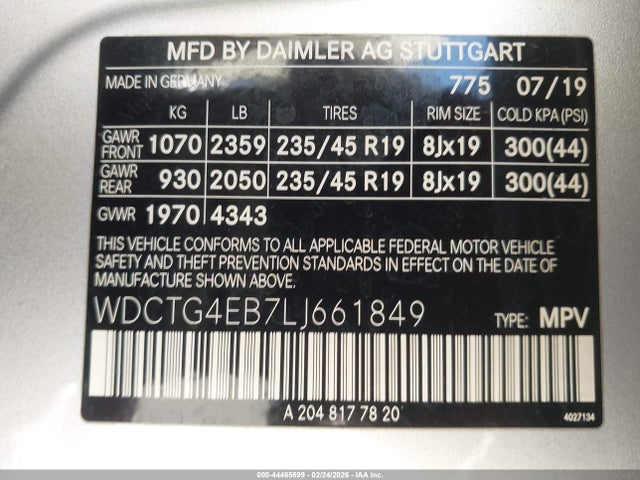 MFD BY DAIMLER AG STUTTGART
MADE IN GERMANY 775 07/19
KG LB TIRES RIM SIZE COLD KPA (PSI)
GAWR FRONT 1070 2359 235/45 R19 8Jx19 300(44)
GAWR REAR 930 2050 235/45 R19 8Jx19 300(44)
GVWR 1970 4343
THIS VEHICLE CONFORMS TO ALL APPLICABLE FEDERAL MOTOR VEHICLE
SAFETY AND THEFT PREVENTION STANDARDS IN EFFECT ON THE DATE OF
MANUFACTURE SHOWN ABOVE.
WDCTG4EB7LJ661849 TYPE: MPV
A 204 817 78 20
4027134
000-44465699 - 02/24/2026 - IAA Inc.